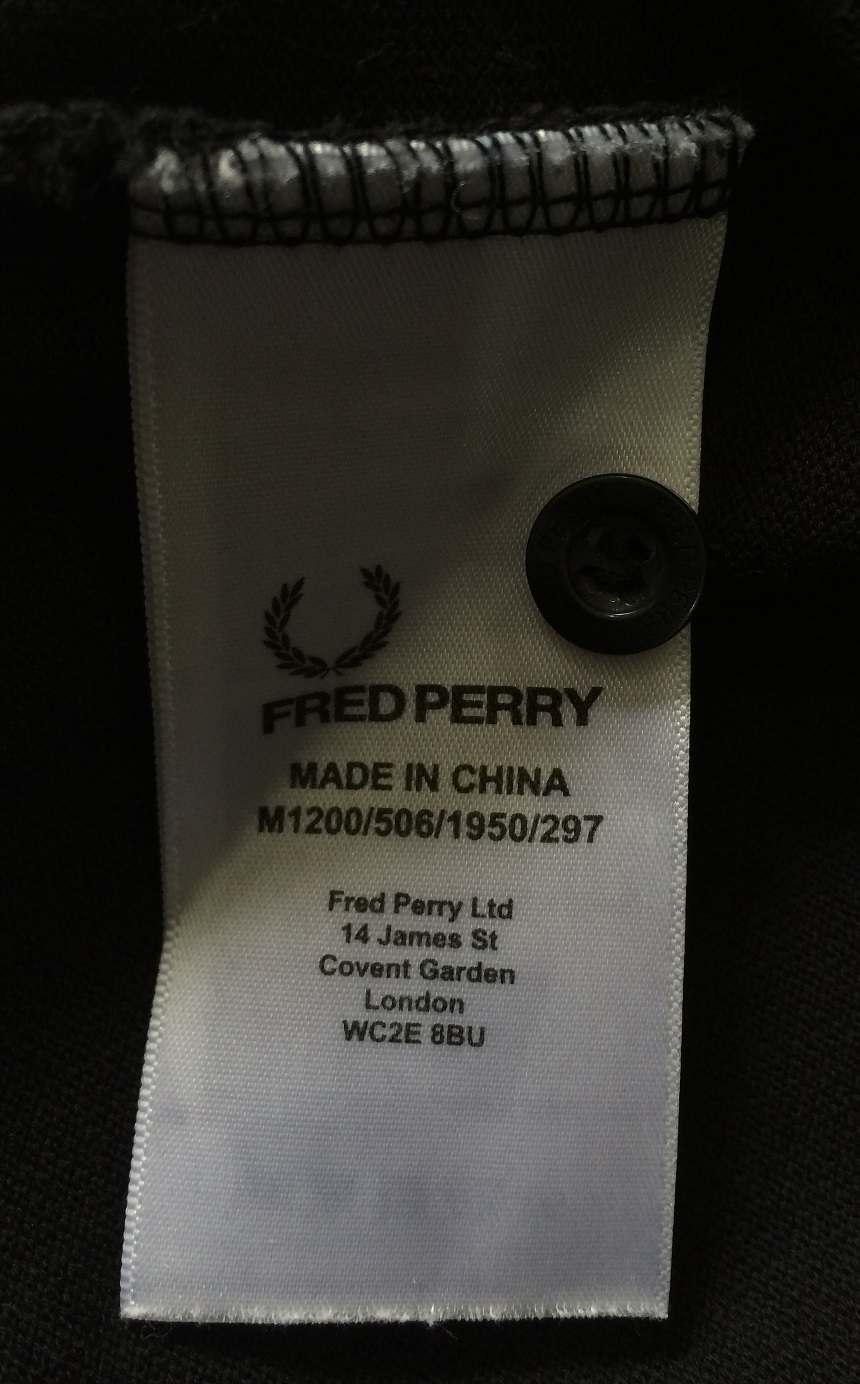 FRED PERRY
MADE IN CHINA
M1200/506/1950/297
Fred Perry Ltd
14 James St
Covent Garden
London
WC2E 8BU